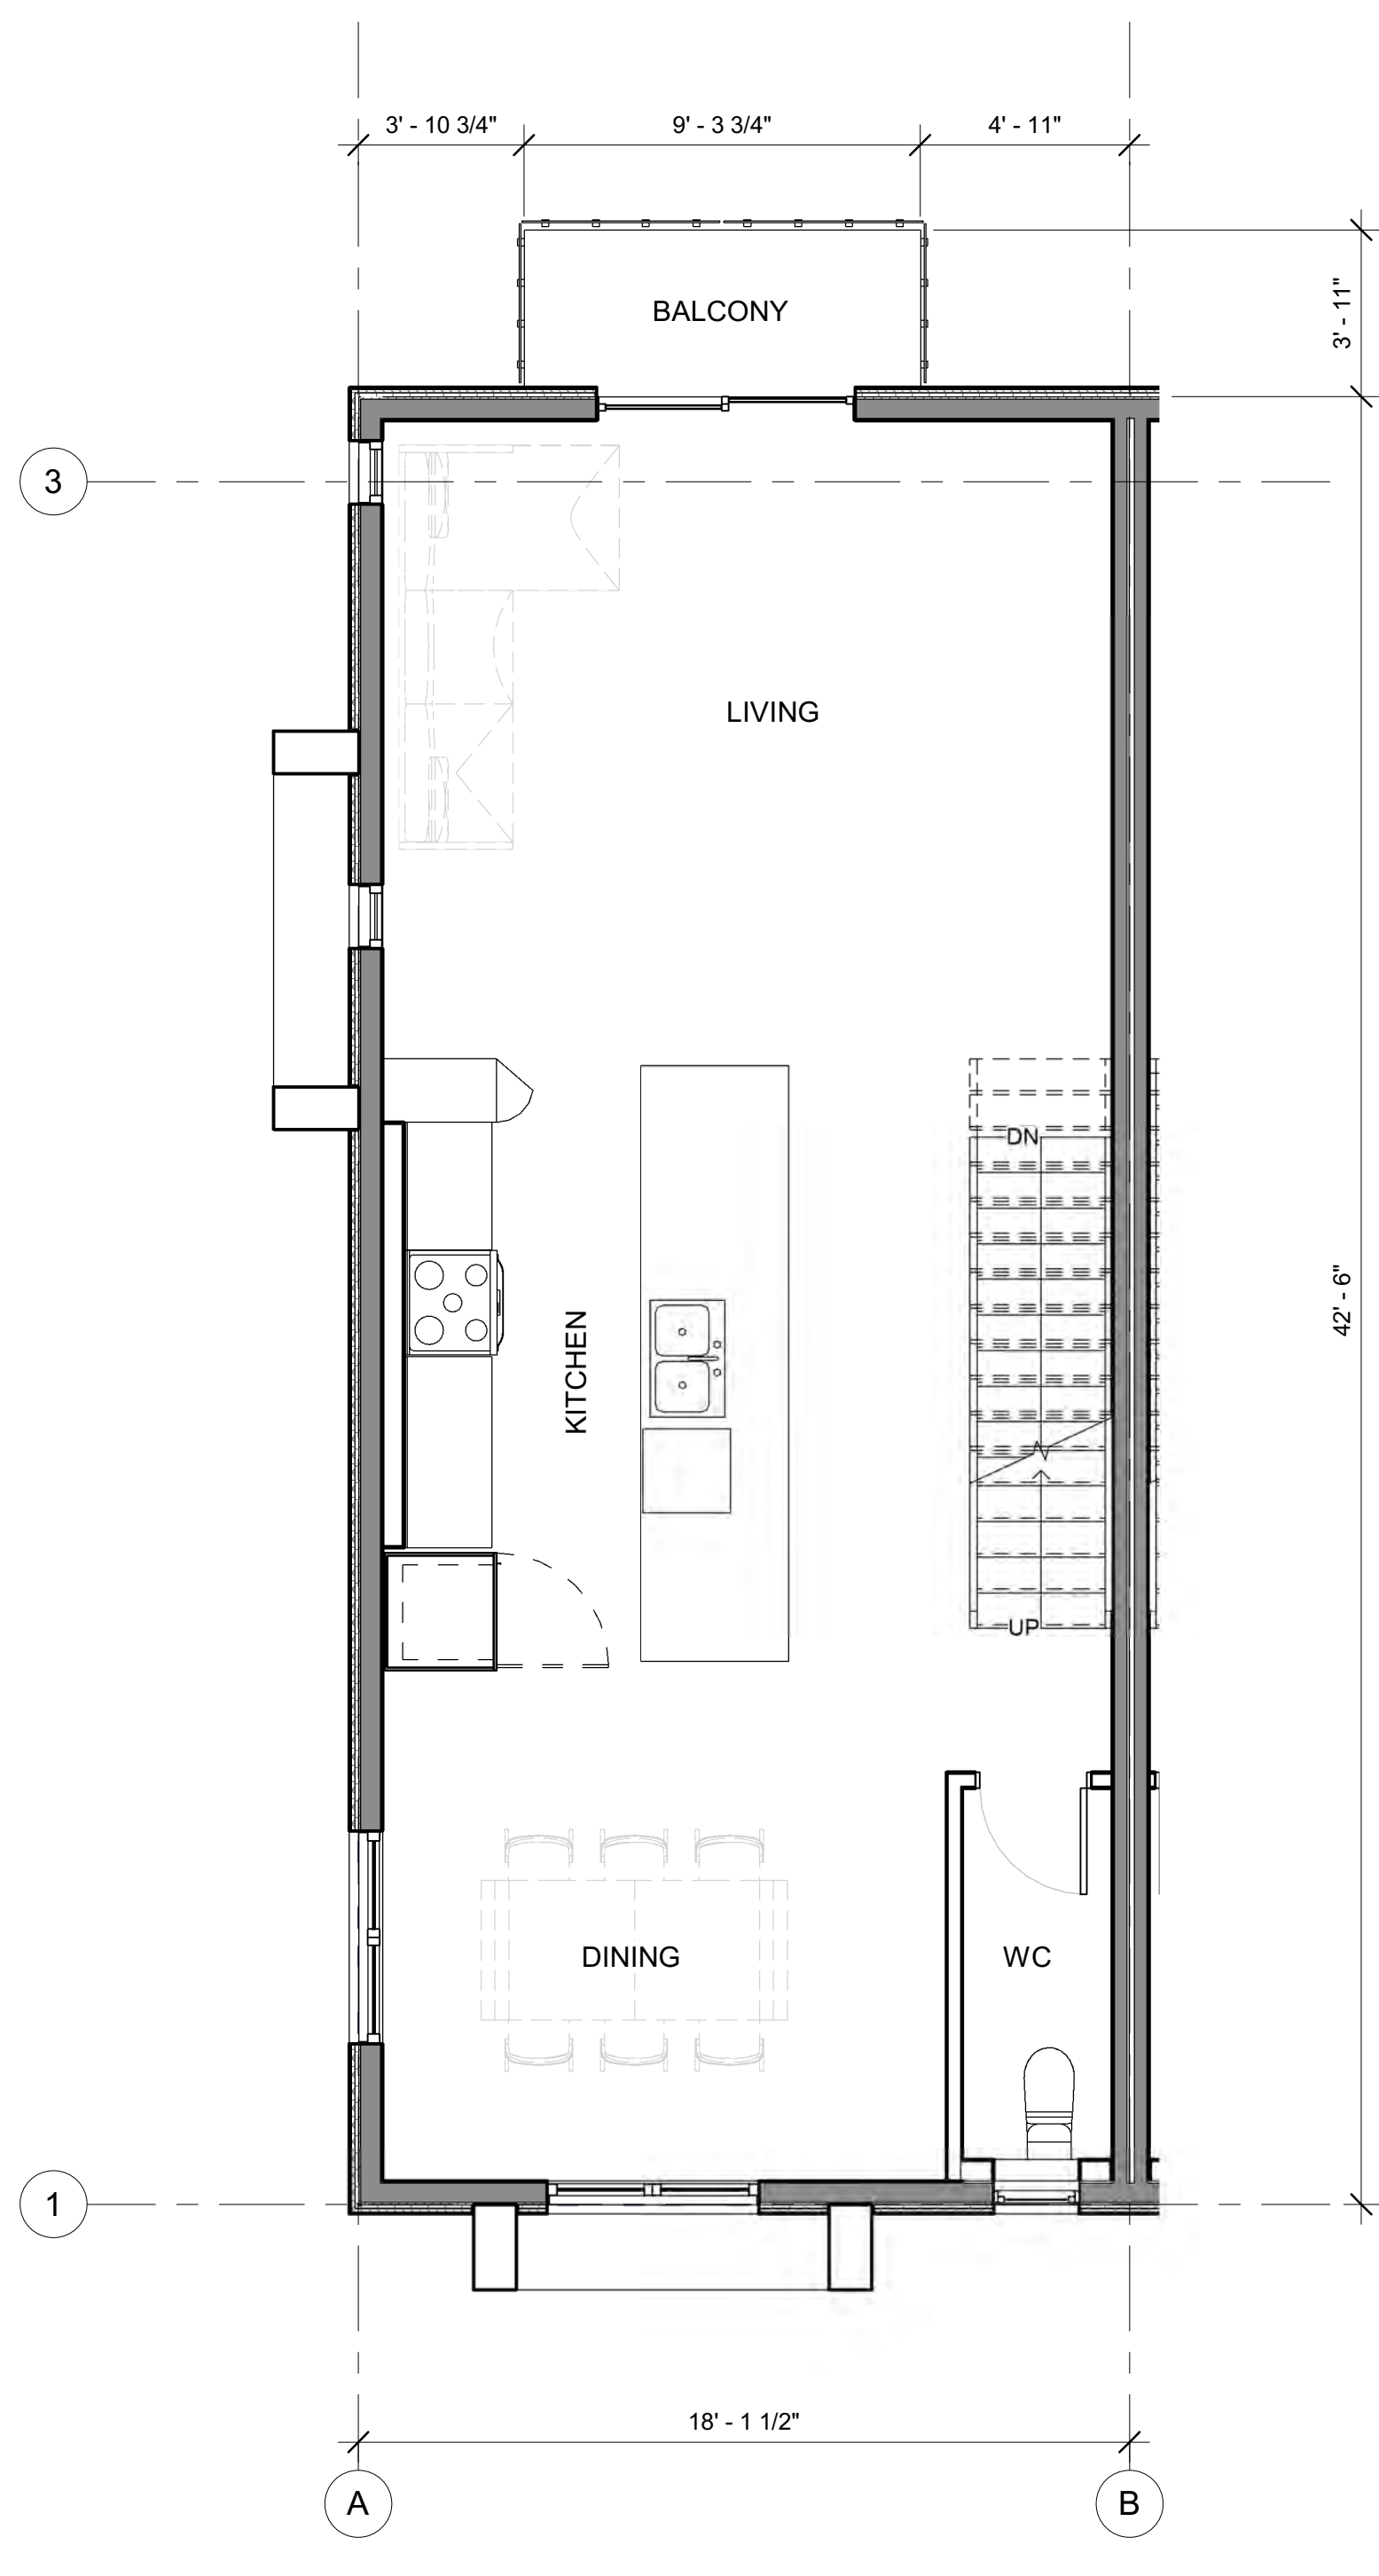 3' - 10 3/4" 9' - 3 3/4" 4' - 11"
3' - 11"
BALCONY
3
LIVING
DN
KITCHEN
42' - 6"
UP
DINING
WC
1
18' - 1 1/2"
A B